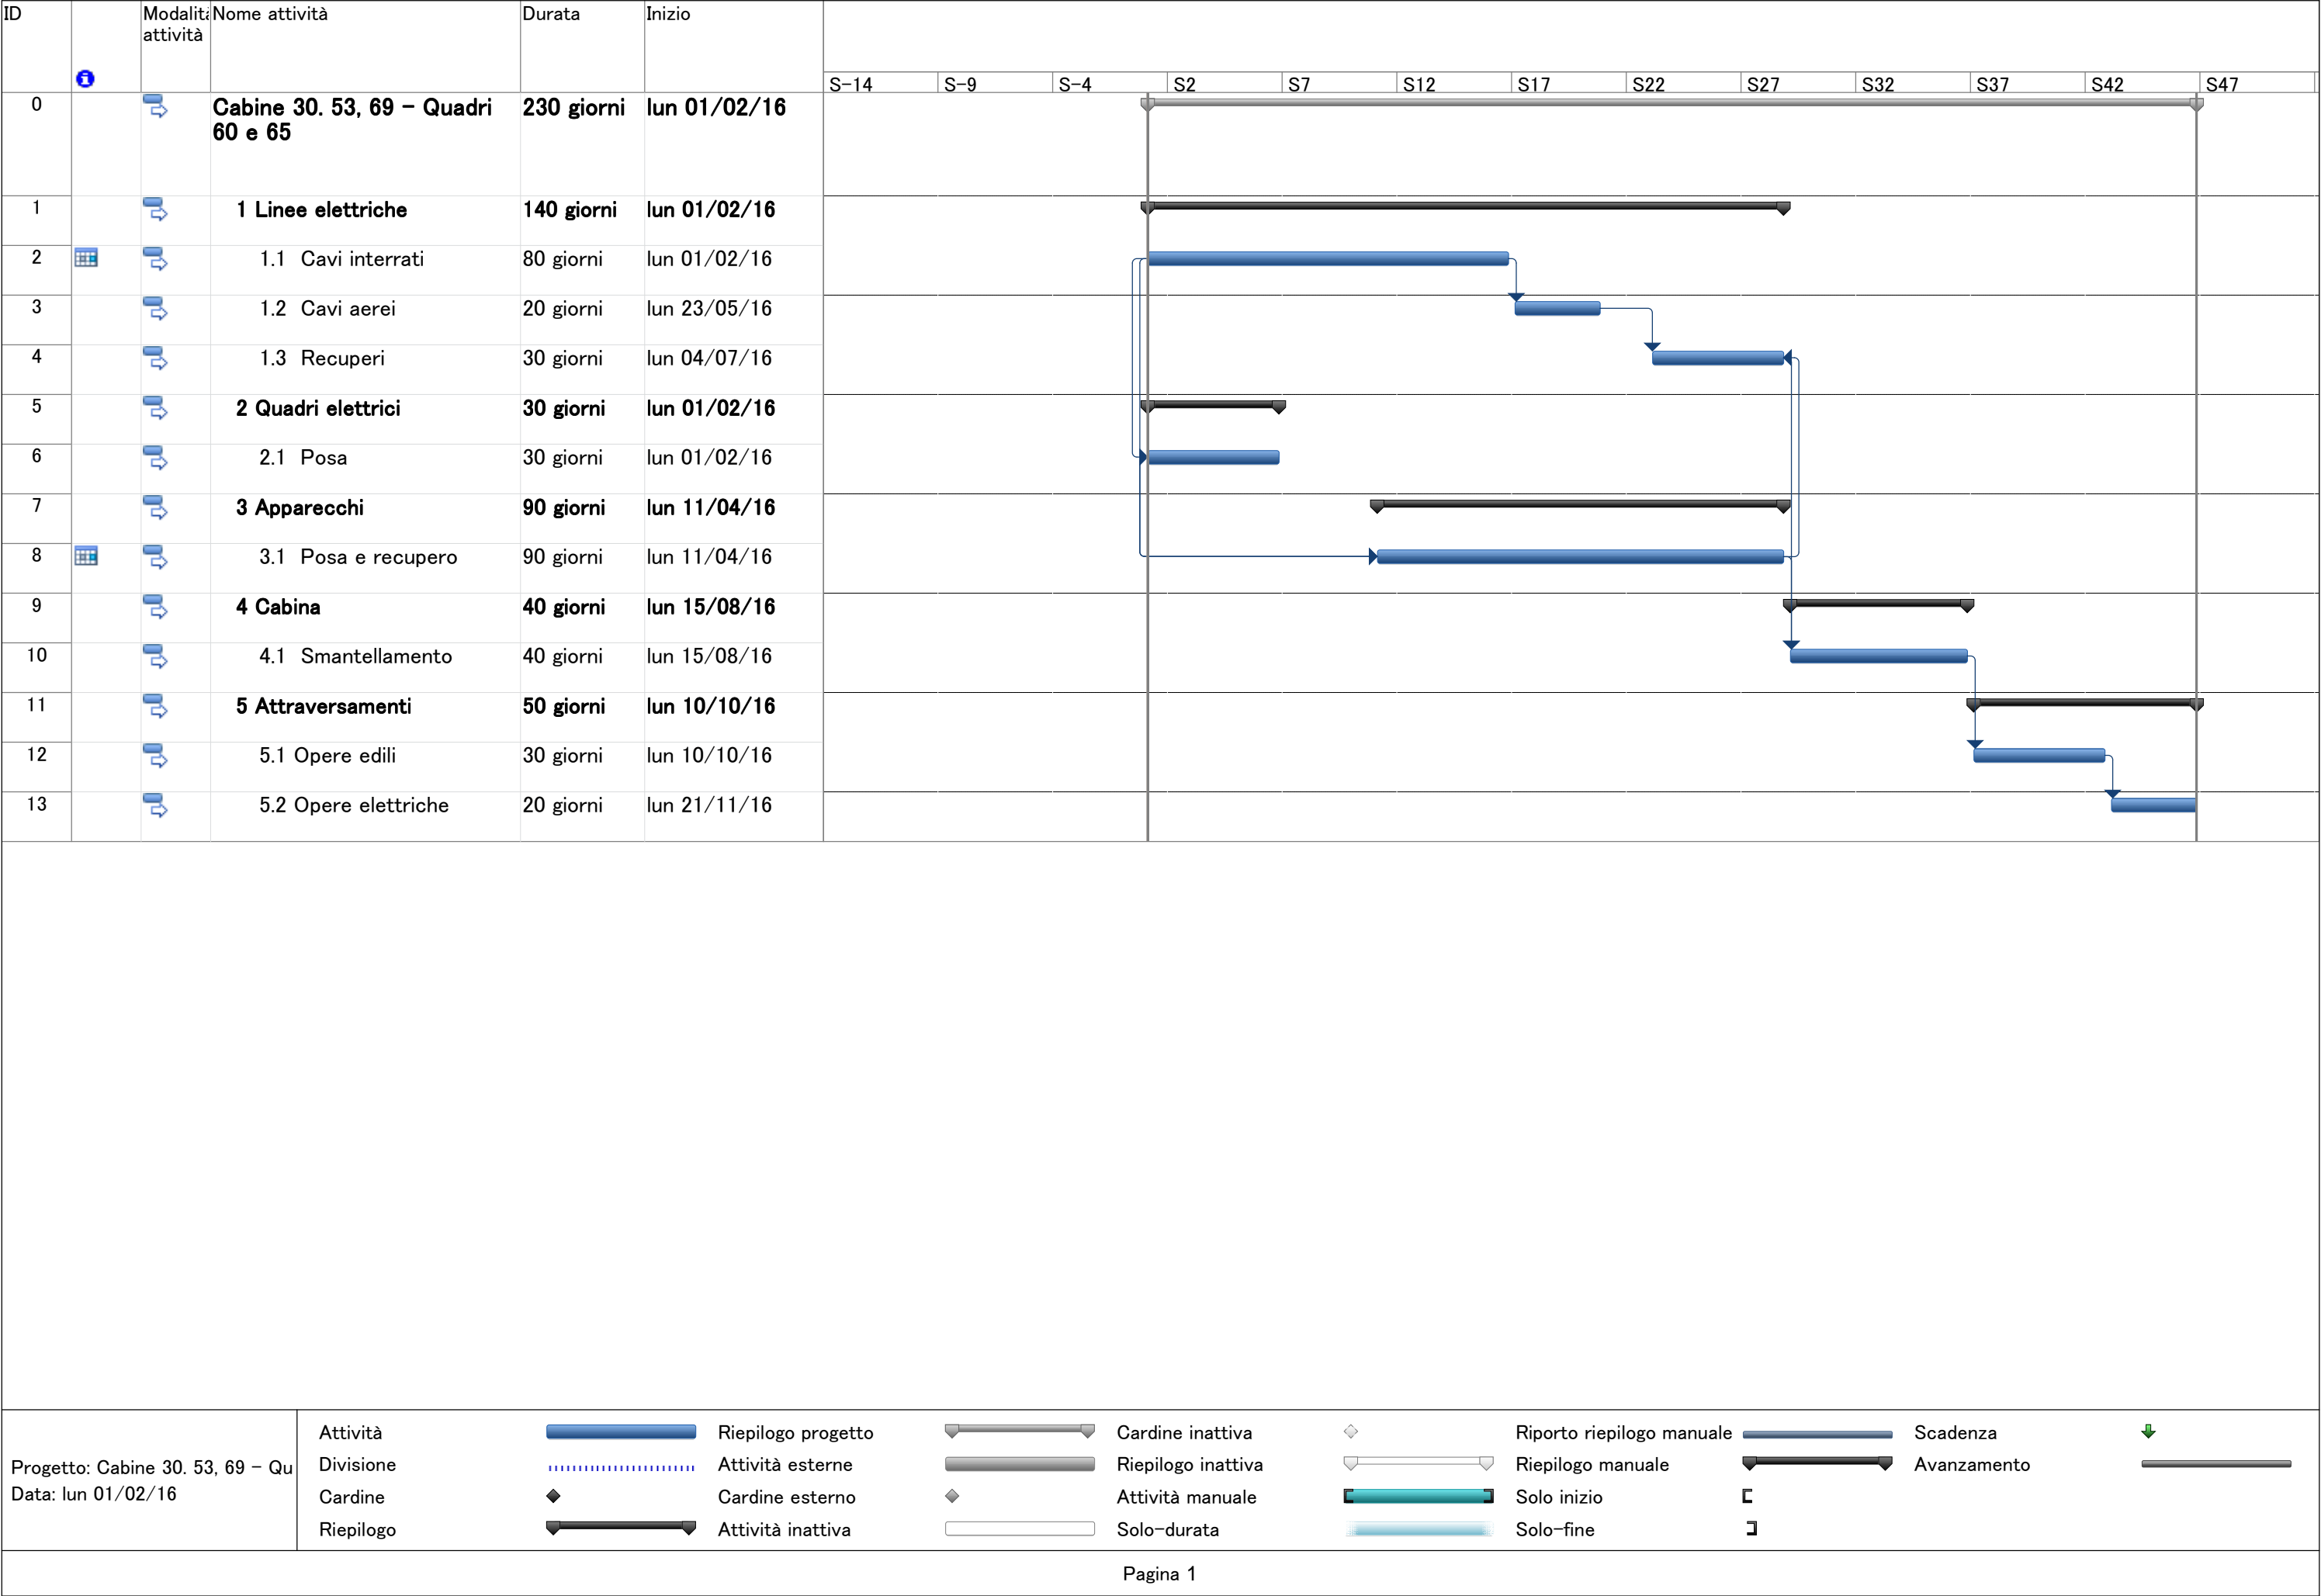 ID Modalità Nome attività Durata Inizio
attività
S-14 S-9 S-4 S2 S7 S12 S17 S22 S27 S32 S37 S42 S47
0 Cabine 30. 53, 69 - Quadri 230 giorni lun 01/02/16
60 e 65
1 1 Linee elettriche 140 giorni lun 01/02/16
2 1.1 Cavi interrati 80 giorni lun 01/02/16
3 1.2 Cavi aerei 20 giorni lun 23/05/16
4 1.3 Recuperi 30 giorni lun 04/07/16
5 2 Quadri elettrici 30 giorni lun 01/02/16
6 2.1 Posa 30 giorni lun 01/02/16
7 3 Apparecchi 90 giorni lun 11/04/16
8 3.1 Posa e recupero 90 giorni lun 11/04/16
9 4 Cabina 40 giorni lun 15/08/16
10 4.1 Smantellamento 40 giorni lun 15/08/16
11 5 Attraversamenti 50 giorni lun 10/10/16
12 5.1 Opere edili 30 giorni lun 10/10/16
13 5.2 Opere elettriche 20 giorni lun 21/11/16
Progetto: Cabine 30. 53, 69 - Qu
Data: lun 01/02/16
Attività Riepilogo progetto Cardine inattiva Riporto riepilogo manuale Scadenza
Divisione Attività esterne Riepilogo inattiva Riepilogo manuale Avanzamento
Cardine Cardine esterno Attività manuale Solo inizio
Riepilogo Attività inattiva Solo-durata Solo-fine
Pagina 1